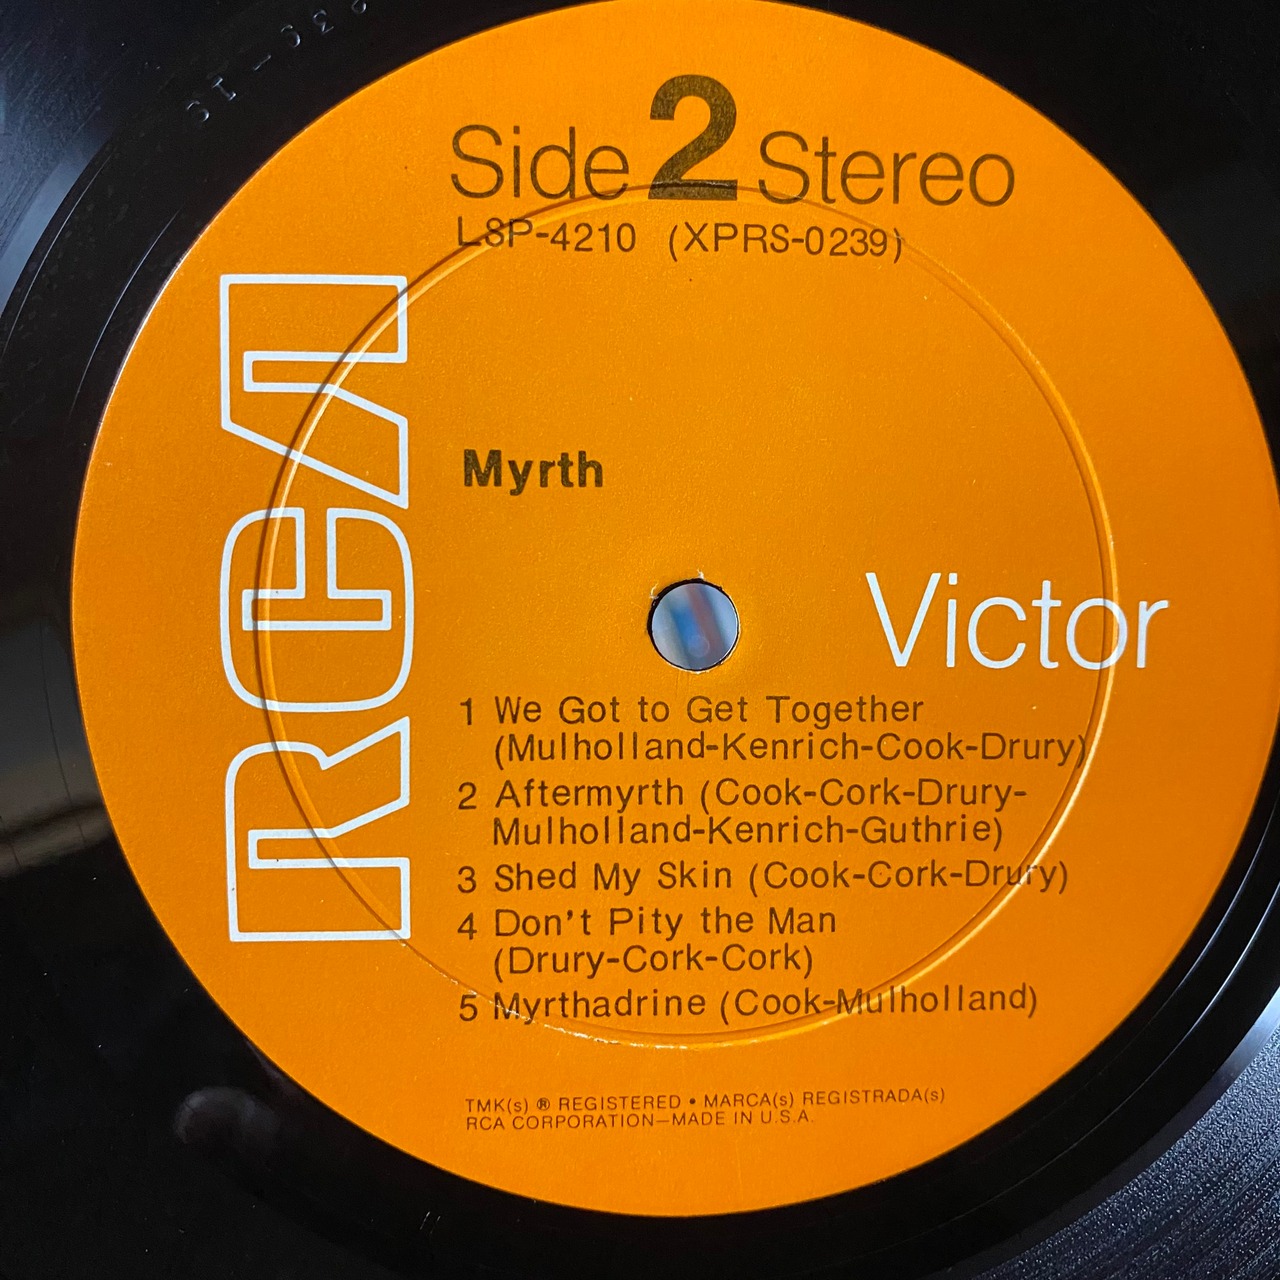 Side 2 Stereo
LSP-4210 (XPRS-0239)
RCA
Myrth
Victor
1 We Got to Get Together
(Mulholland-Kenrich-Cook-Drury)
2 Aftermyrth (Cook-Cork-Drury-
Mulholland-Kenrich-Guthrie)
3 Shed My Skin (Cook-Cork-Drury)
4 Don't Pity the Man
(Drury-Cork-Cork)
5 Myrthadrine (Cook-Mulholland)
TMK(s) ® REGISTERED • MARCA(s) REGISTRADA(s)
RCA CORPORATION—MADE IN U.S.A.